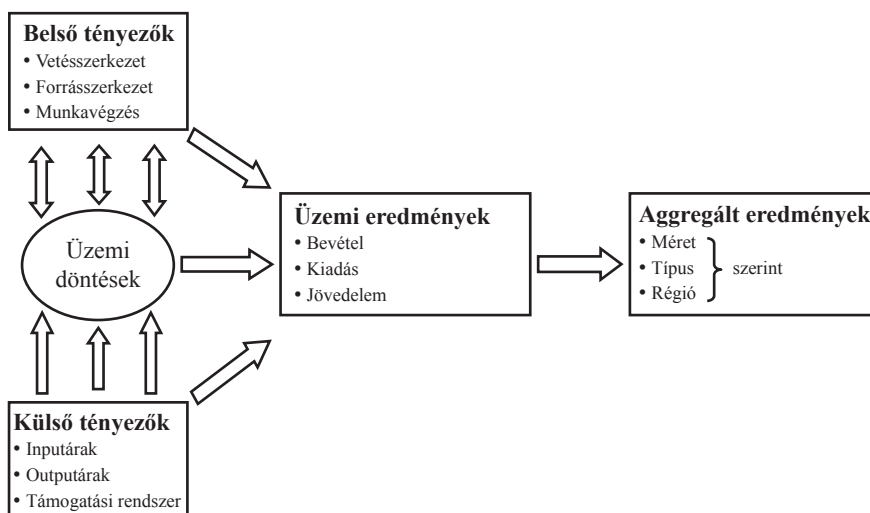 Belső tényezők
• Vetésszerkezet
• Forrásszerkezet
• Munkavégzés
Üzemi
döntések
Külső tényezők
• Inputárak
• Outputárak
• Támogatási rendszer
Üzemi eredmények
• Bevétel
• Kiadás
• Jövedelem
Aggregált eredmények
• Méret
• Típus szerint
• Régió